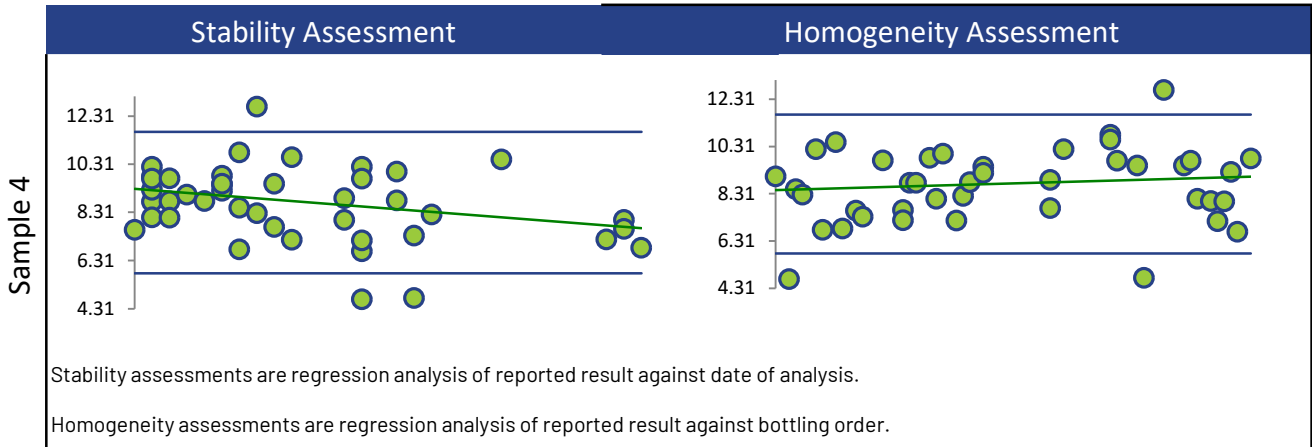 Stability Assessment
Homogeneity Assessment
Sample 4
12.31
10.31
8.31
6.31
4.31
12.31
10.31
8.31
6.31
4.31
Stability assessments are regression analysis of reported result against date of analysis.
Homogeneity assessments are regression analysis of reported result against bottling order.